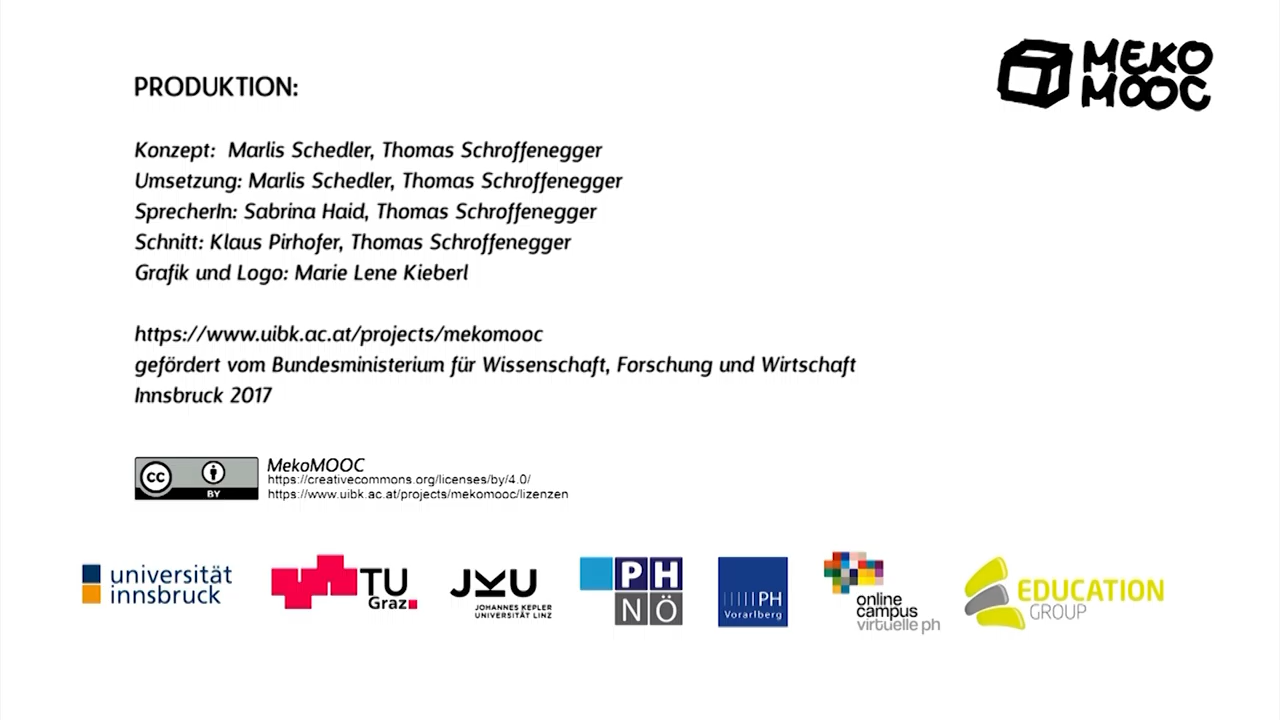 MEKO
MOOC
PRODUKTION:
Konzept: Marlis Schedler, Thomas Schroffenegger
Umsetzung: Marlis Schedler, Thomas Schroffenegger
SprecherIn: Sabrina Haid, Thomas Schroffenegger
Schnitt: Klaus Pirhofer, Thomas Schroffenegger
Grafik und Logo: Marie Lene Kieberl
https://www.uibk.ac.at/projects/mekomooc
gefördert vom Bundesministerium für Wissenschaft, Forschung und Wirtschaft
Innsbruck 2017
cc BY
MekoMOOC
https://creativecommons.org/licenses/by/4.0/
https://www.uibk.ac.at/projects/mekomooc/lizenzen
universität
innsbruck
TU
Graz
JKU
JOHANNES KEPLER
UNIVERSITÄT LINZ
PH
NÖ
PH
Vorarlberg
online
campus
virtuelle ph
EDUCATION
GROUP